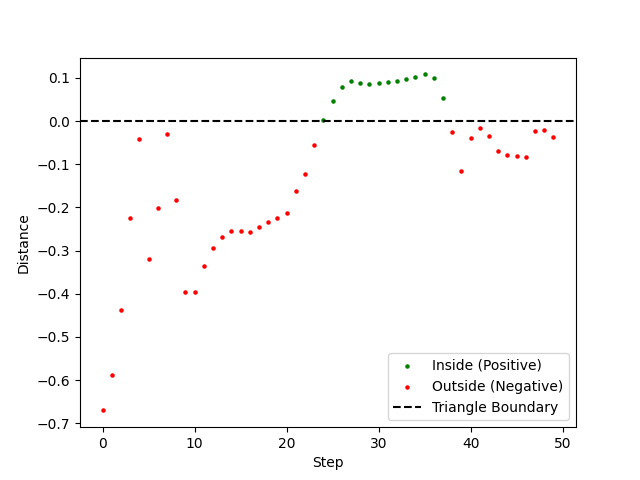 0.1
0.0
−0.1
−0.2
−0.3
−0.4
−0.5
−0.6
−0.7
Distance
0 10 20 30 40 50
Step
Inside (Positive)
Outside (Negative)
Triangle Boundary